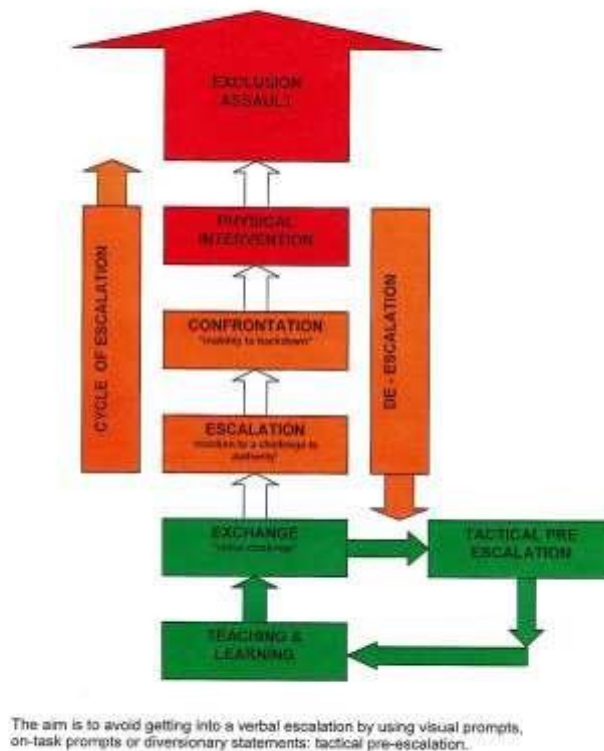 EXCLUSION
ASSAULT
PHYSICAL
INTERVENTION
CONFRONTATION
"inability to backdown"
ESCALATION
"reaction to a challenge to
authority"
EXCHANGE
CYCLE OF ESCALATION
DE - ESCALATION
TACTICAL PRE
ESCALATION
TEACHING &
LEARNING
The aim is to avoid getting into a verbal escalation by using visual prompts,
on-task prompts or diversionary statements: tactical pre-escalation.